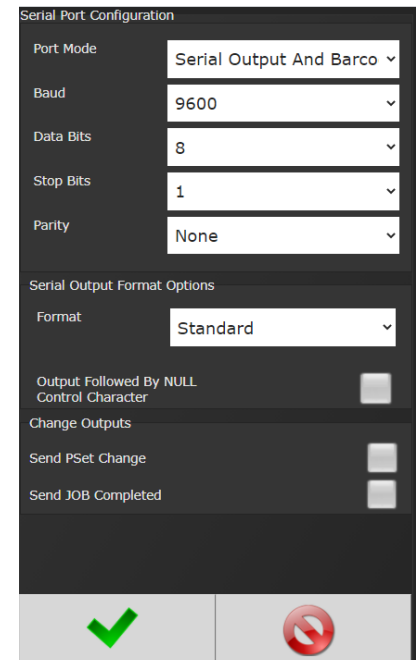 Serial Port Configuration
Port Mode
Serial Output And Barco
Baud
9600
Data Bits
8
Stop Bits
1
Parity
None
Serial Output Format Options
Format
Standard
Output Followed By NULL
Control Character
Change Outputs
Send PSet Change
Send JOB Completed